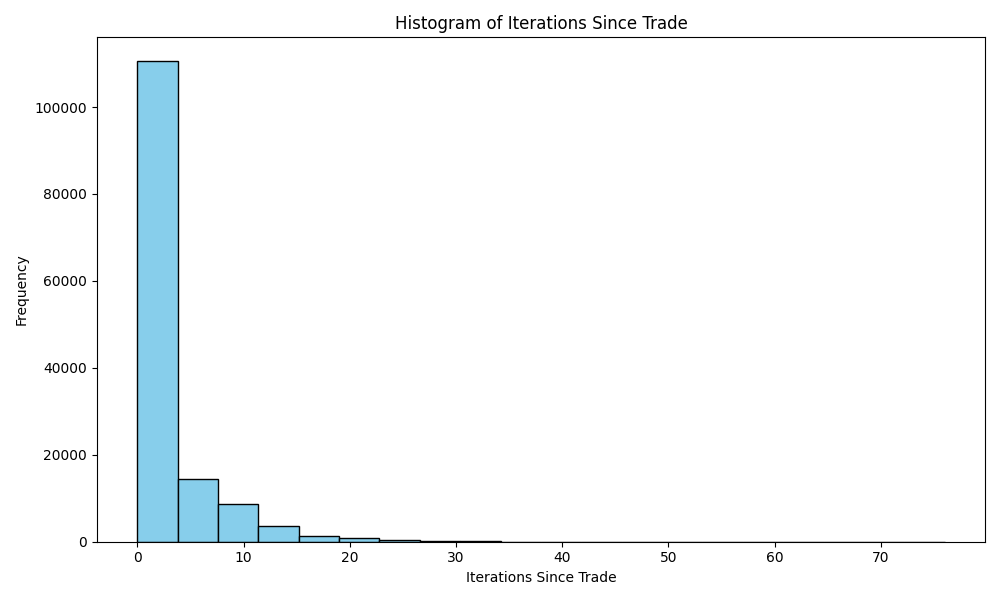 Histogram of Iterations Since Trade
Frequency
100000
80000
60000
40000
20000
0
0 10 20 30 40 50 60 70
Iterations Since Trade